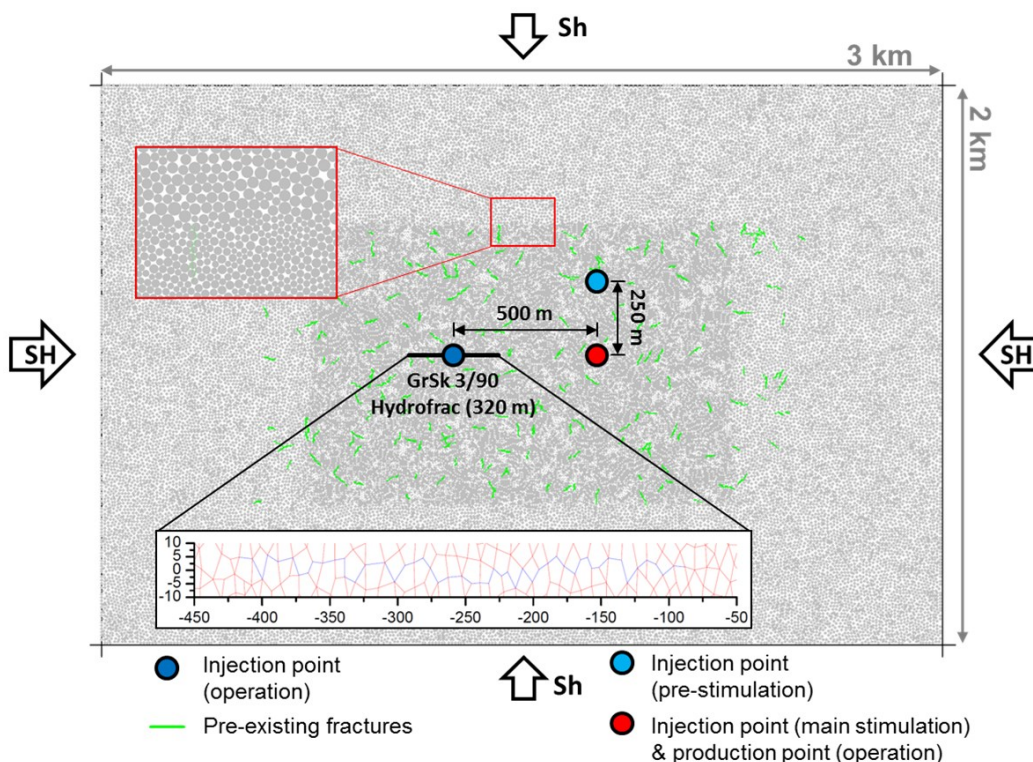 Sh
3 km
2 km
500 m
250 m
SH
SH
GrSk 3/90
Hydrofrac (320 m)
10
5
0
-5
-10
-450 -400 -350 -300 -250 -200 -150 -100 -50
Sh
Injection point
(operation)
Pre-existing fractures
Injection point
(pre-stimulation)
Injection point (main stimulation)
& production point (operation)